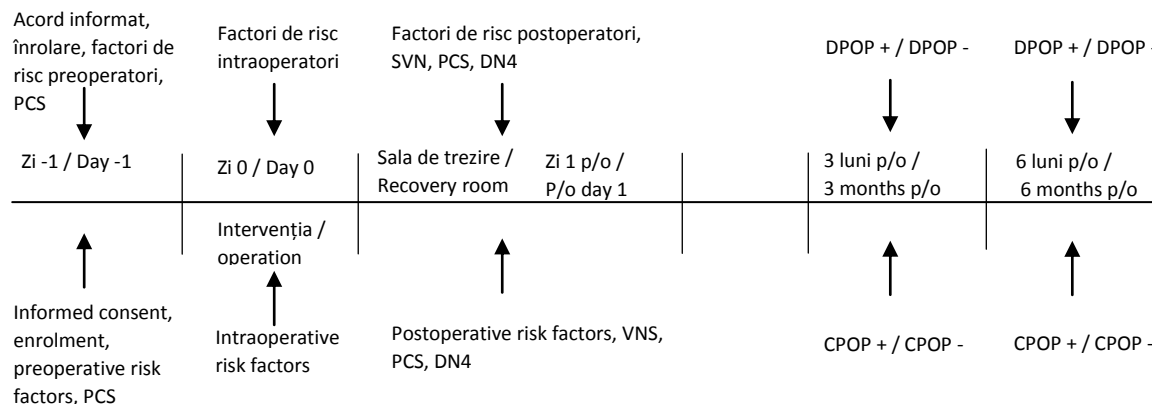 Acord informat,
înrolare, factori de
risc preoperatori,
PCS
Factori de risc
intraoperatori
Factori de risc postoperatori,
SVN, PCS, DN4
DPOP + / DPOP -
DPOP + / DPOP -
Zi -1 / Day -1
Zi 0 / Day 0
Sala de trezire /
Recovery room
Zi 1 p/o /
P/o day 1
3 luni p/o /
3 months p/o
6 luni p/o /
6 months p/o
Intervenția /
operation
Informed consent,
enrolment,
preoperative risk
factors, PCS
Intraoperative
risk factors
Postoperative risk factors, VNS,
PCS, DN4
CPOP + / CPOP -
CPOP + / CPOP -